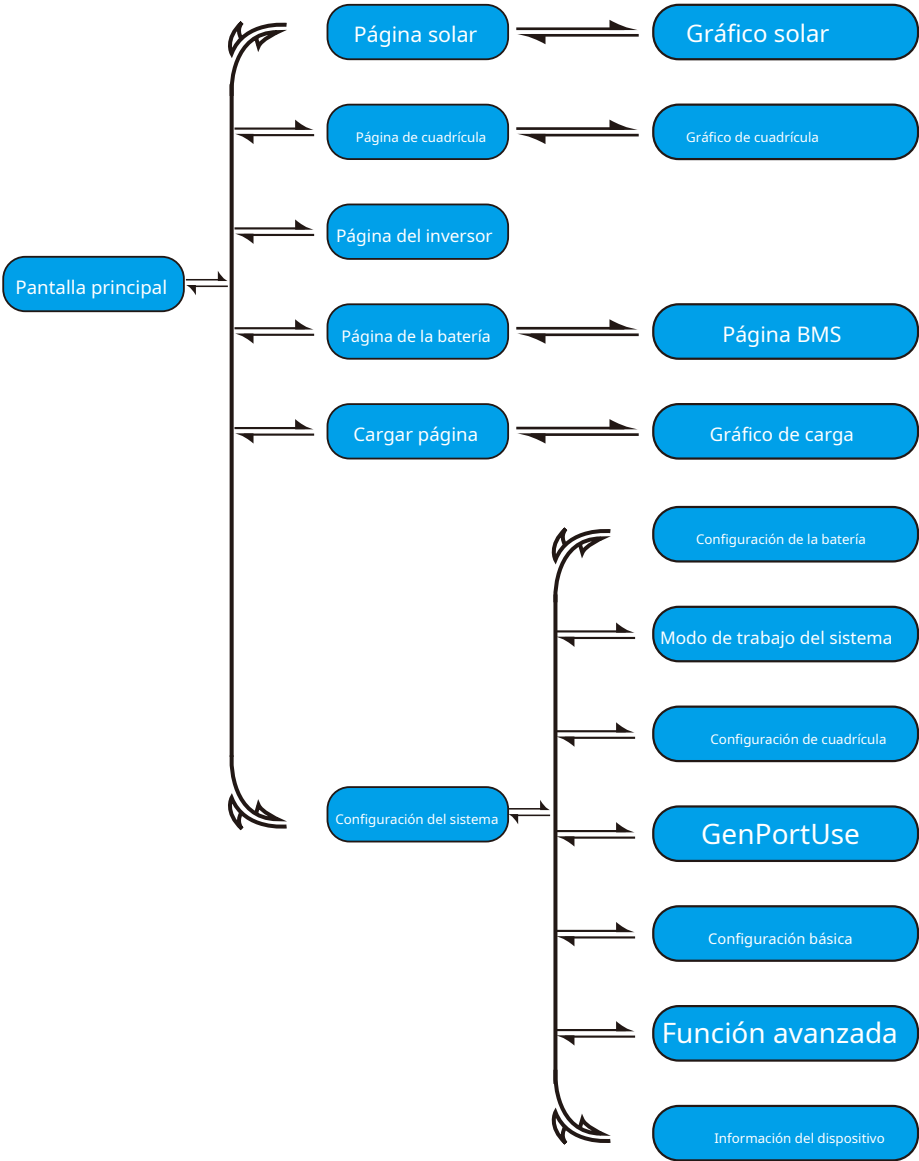 Página solar
Gráfico solar
Página de cuadrícula
Gráfico de cuadrícula
Página del inversor
Pantalla principal
Página de la batería
Página BMS
Cargar página
Gráfico de carga
Configuración de la batería
Modo de trabajo del sistema
Configuración de cuadrícula
Configuración del sistema
GenPortUse
Configuración básica
Función avanzada
Información del dispositivo